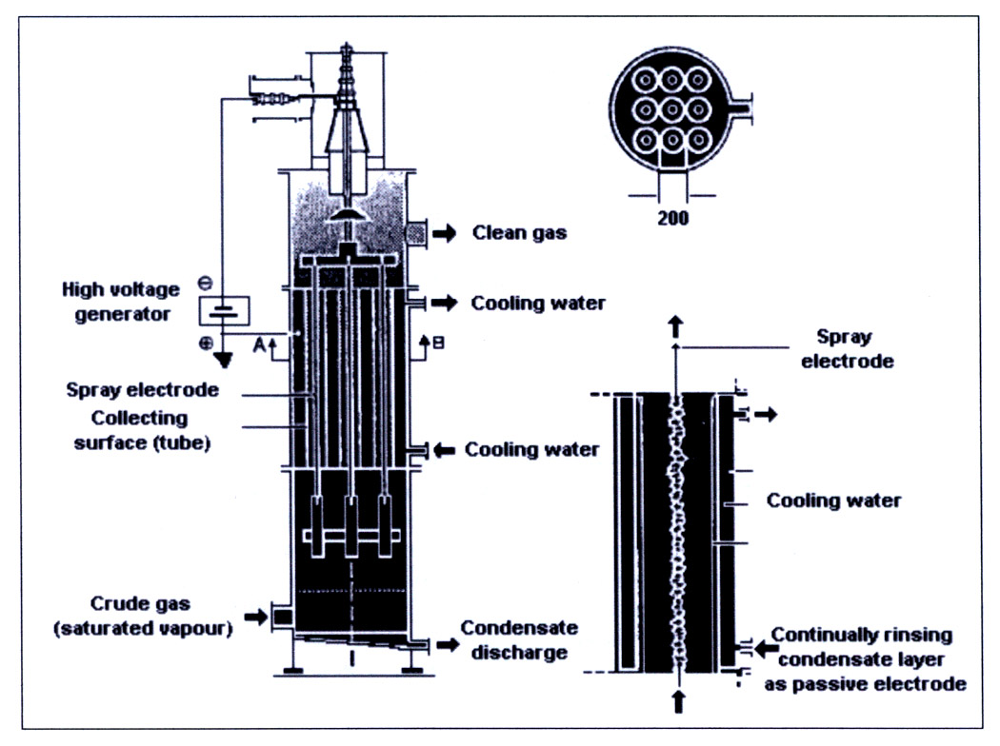 200
Clean gas
Cooling water
High voltage
generator
⊖
⊕
A
B
Spray
electrode
Spray electrode
Collecting
surface (tube)
Cooling water
Cooling water
Crude gas
(saturated vapour)
Condensate
discharge
Continually rinsing
condensate layer
as passive electrode